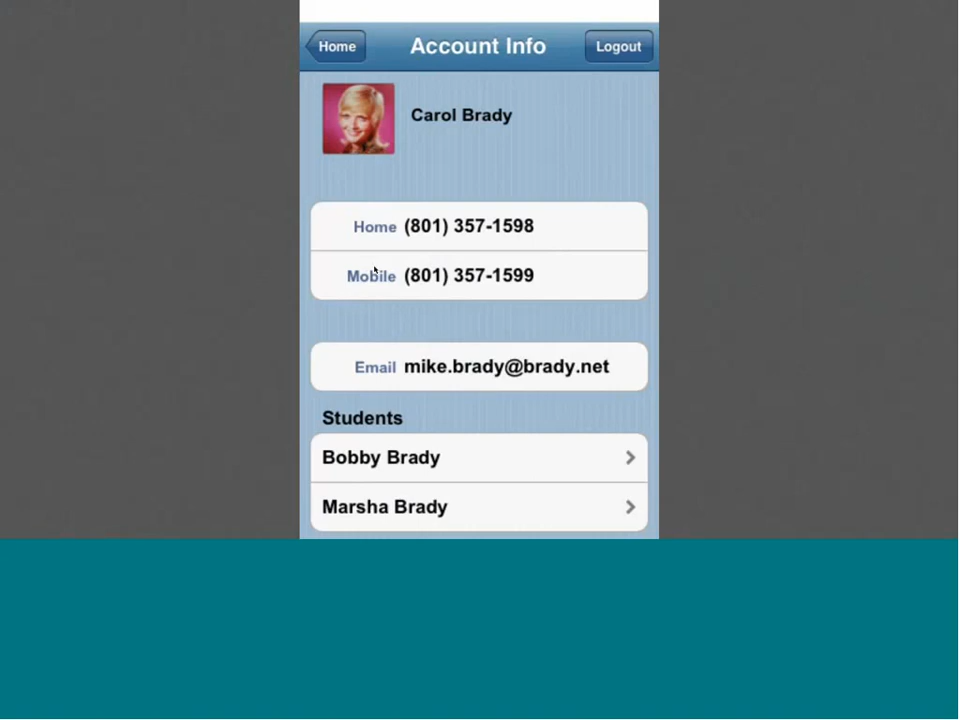 Home Account Info Logout
Carol Brady
Home (801) 357-1598
Mobile (801) 357-1599
Email mike.brady@brady.net
Students
Bobby Brady
Marsha Brady